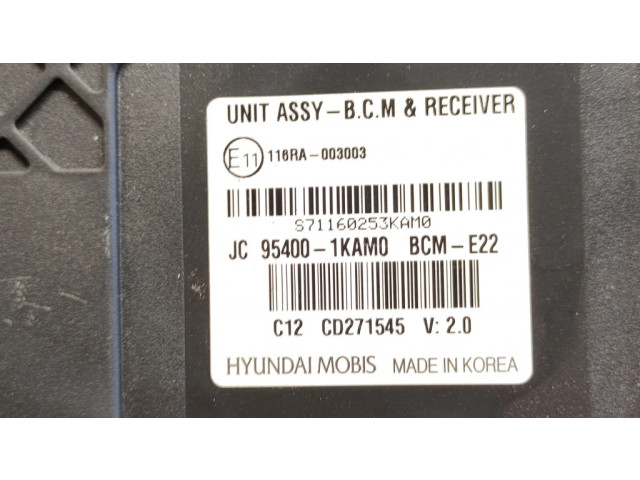 UNIT ASSY-B.C.M & RECEIVER
E11 116RA-003003
S71160253KAM0
JC 95400-1KAM0 BCM-E22
C12 CD271545 V: 2.0
HYUNDAI MOBIS MADE IN KOREA